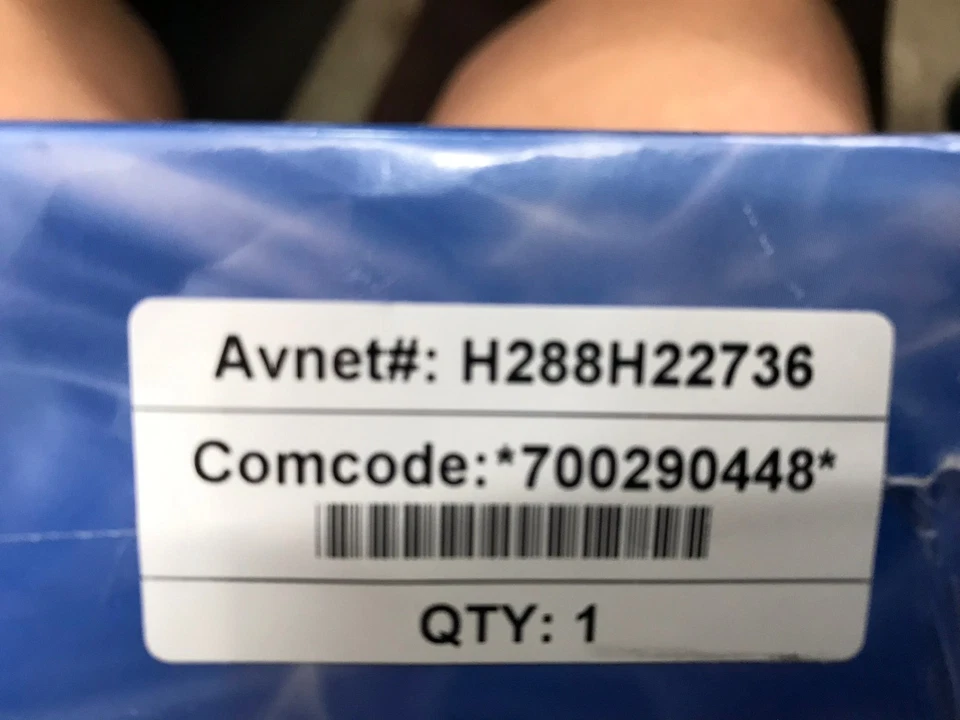 Avnet#: H288H22736
Comcode:*700290448*
QTY: 1